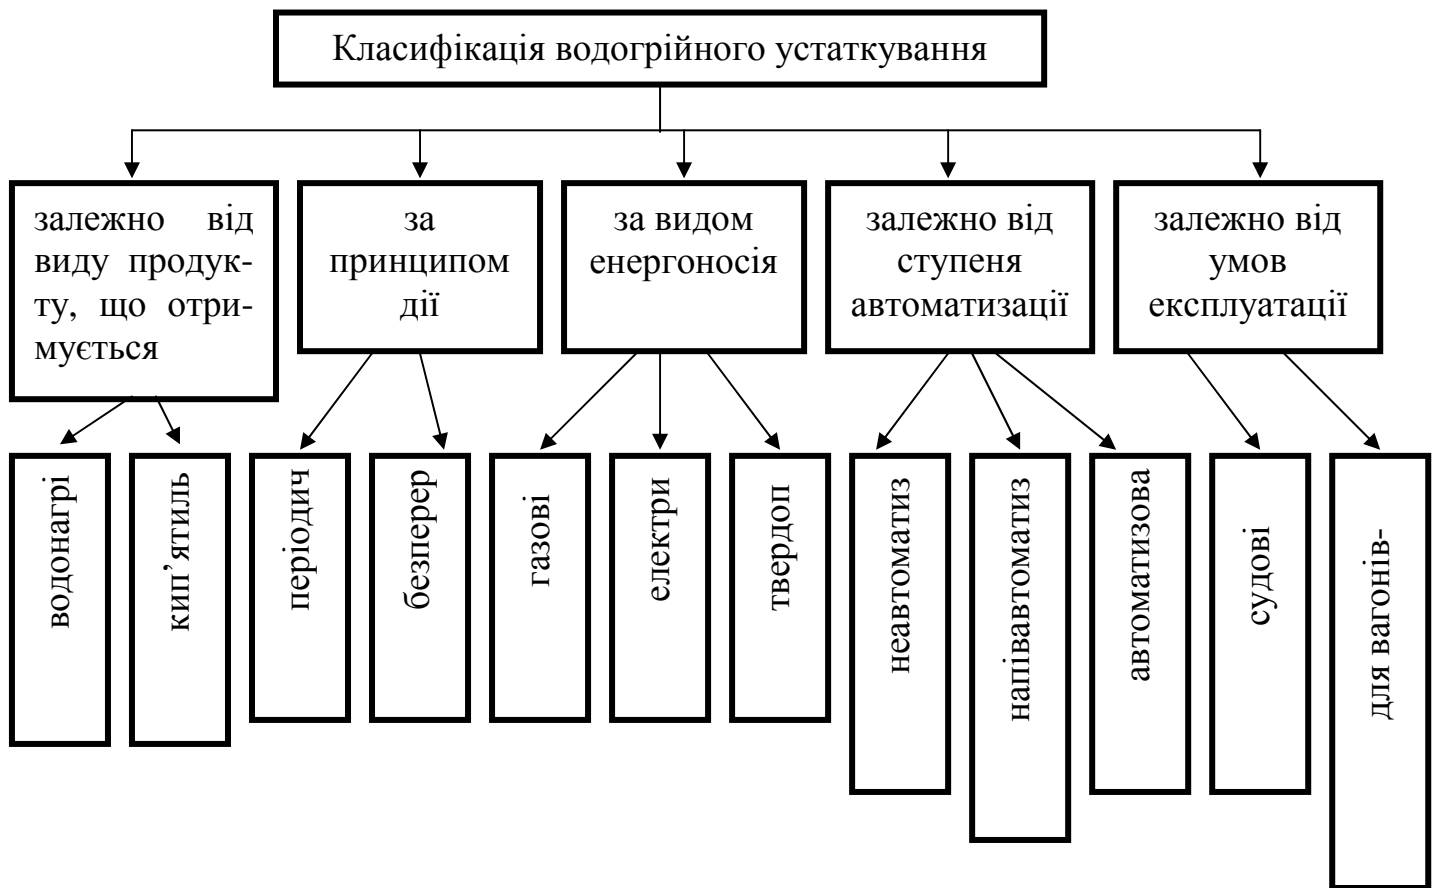 Класифікація водогрійного устаткування
залежно від
виду продук-
ту, що отри-
мується
за
принципом
дії
за видом
енергоносія
залежно від
ступеня
автоматизації
залежно від
умов
експлуатації
водонагрі
кип’ятиль
періодич
безперер
газові
електри
твердоп
неавтоматиз
напівавтоматиз
автоматизова
судові
для вагонів-